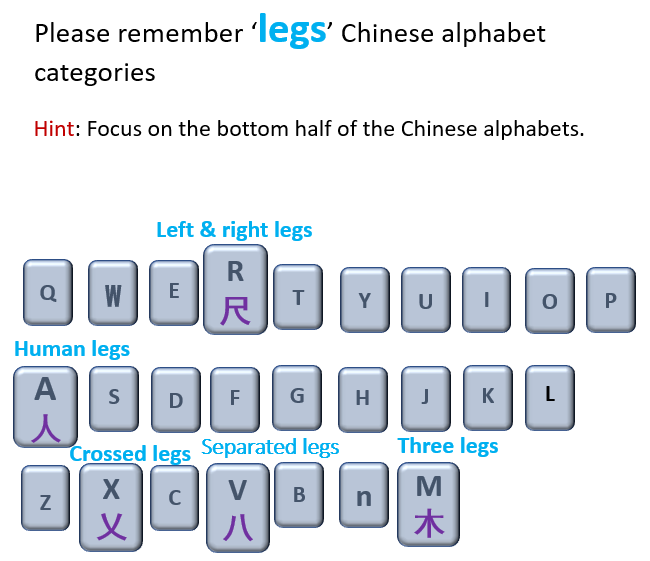 Please remember ‘legs’ Chinese alphabet
categories
Hint: Focus on the bottom half of the Chinese alphabets.
Left & right legs
Q W E R T Y U I O P
尺
Human legs
A S D F G H J K L
人
Crossed legs Separated legs Three legs
Z X C V B n M
乂 八 木